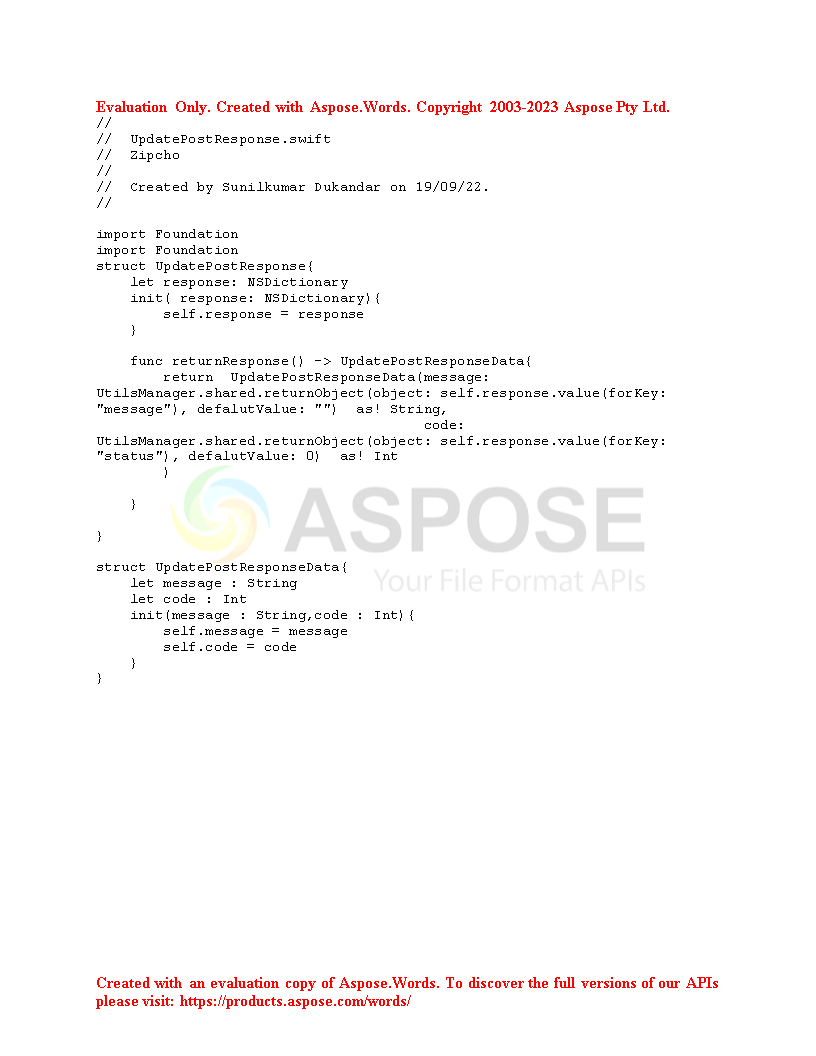 Evaluation Only. Created with Aspose.Words. Copyright 2003-2023 Aspose Pty Ltd.
//
//  UpdatePostResponse.swift
//  Zipcho
//
//  Created by Sunilkumar Dukandar on 19/09/22.
//

import Foundation
import Foundation
struct UpdatePostResponse{
    let response: NSDictionary
    init( response: NSDictionary){
        self.response = response
    }

    func returnResponse() -> UpdatePostResponseData{
        return  UpdatePostResponseData(message:
UtilsManager.shared.returnObject(object: self.response.value(forKey:
"message"), defalutValue: "")  as! String,
                                       code:
UtilsManager.shared.returnObject(object: self.response.value(forKey:
"status"), defalutValue: 0)  as! Int
        )

    }

}
ASPOSE
Your File Format APIs

struct UpdatePostResponseData{
    let message : String
    let code : Int
    init(message : String,code : Int){
        self.message = message
        self.code = code
    }
}

Created with an evaluation copy of Aspose.Words. To discover the full versions of our APIs
please visit: https://products.aspose.com/words/